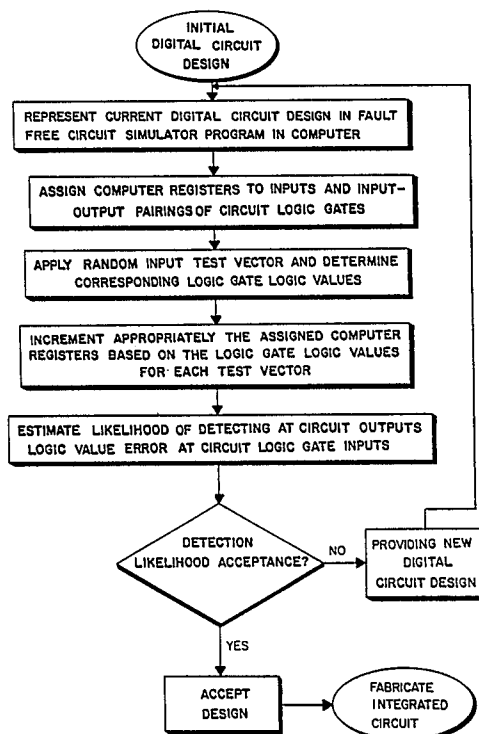 INITIAL
DIGITAL CIRCUIT
DESIGN
REPRESENT CURRENT DIGITAL CIRCUIT DESIGN IN FAULT
FREE CIRCUIT SIMULATOR PROGRAM IN COMPUTER
ASSIGN COMPUTER REGISTERS TO INPUTS AND INPUT-
OUTPUT PAIRINGS OF CIRCUIT LOGIC GATES
APPLY RANDOM INPUT TEST VECTOR AND DETERMINE
CORRESPONDING LOGIC GATE LOGIC VALUES
INCREMENT APPROPRIATELY THE ASSIGNED COMPUTER
REGISTERS BASED ON THE LOGIC GATE LOGIC VALUES
FOR EACH TEST VECTOR
ESTIMATE LIKELIHOOD OF DETECTING AT CIRCUIT OUTPUTS
LOGIC VALUE ERROR AT CIRCUIT LOGIC GATE INPUTS
DETECTION
LIKELIHOOD ACCEPTANCE?
NO
PROVIDING NEW
DIGITAL
CIRCUIT DESIGN
YES
ACCEPT
DESIGN
FABRICATE
INTEGRATED
CIRCUIT